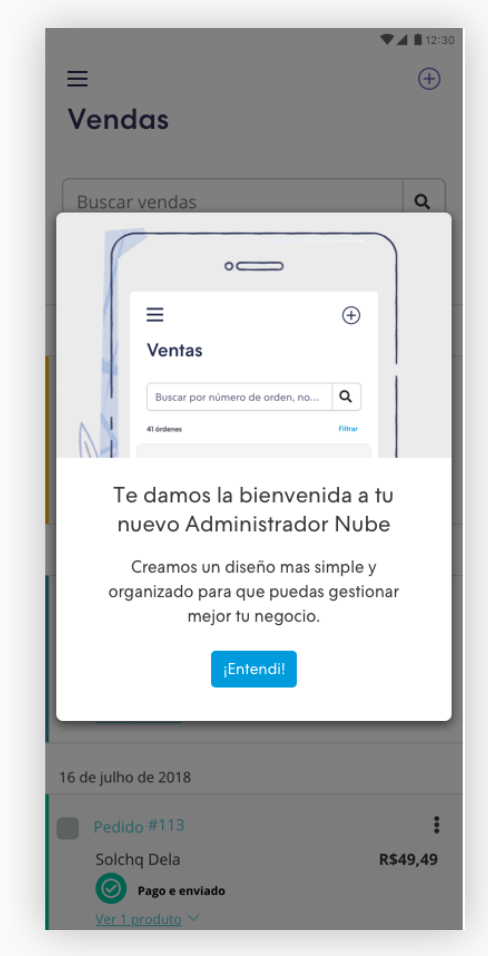 12:30
Vendas
Buscar vendas
Ventas
Buscar por número de orden, no...
41 órdenes Filtrar
Te damos la bienvenida a tu
nuevo Administrador Nube
Creamos un diseño mas simple y
organizado para que puedas gestionar
mejor tu negocio.
¡Entendi!
16 de julho de 2018
Pedido #113
Solchq Dela R$49,49
Pago e enviado
Ver 1 produto